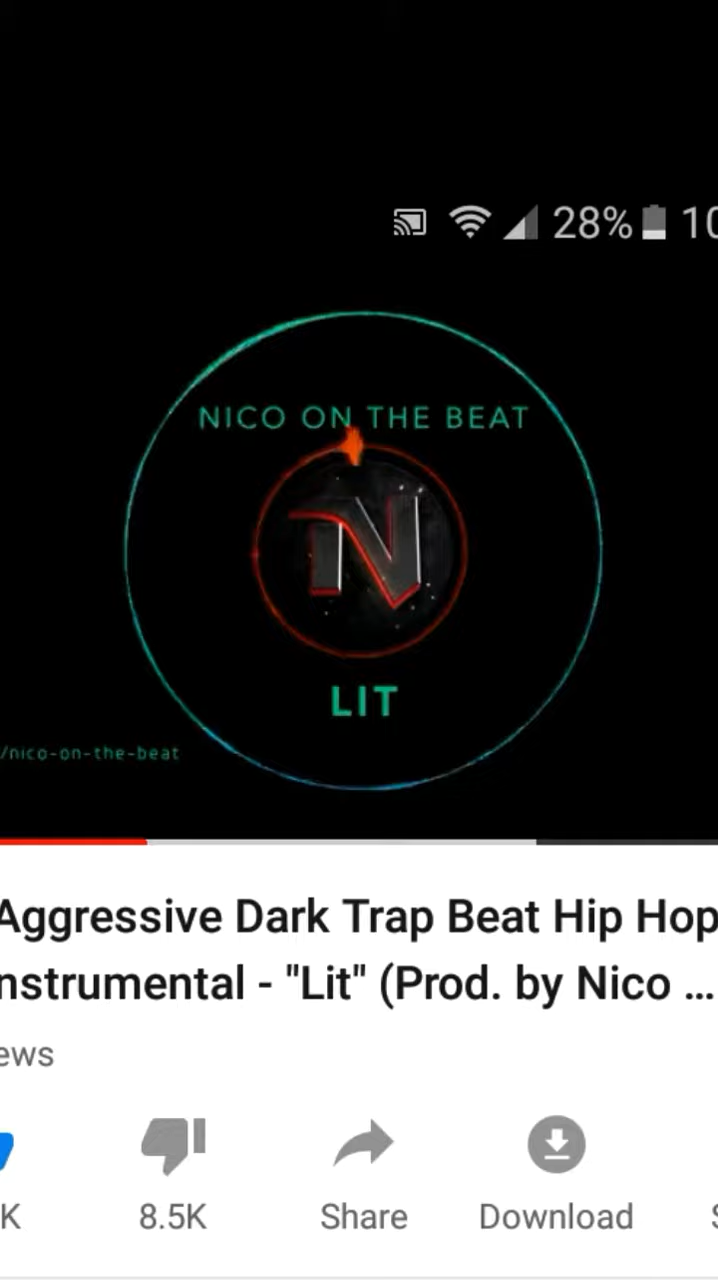 28% 10
NICO ON THE BEAT
N
LIT
/nico-on-the-beat
Aggressive Dark Trap Beat Hip Hop
nstrumental - "Lit" (Prod. by Nico ...
ews
K 8.5K Share Download S